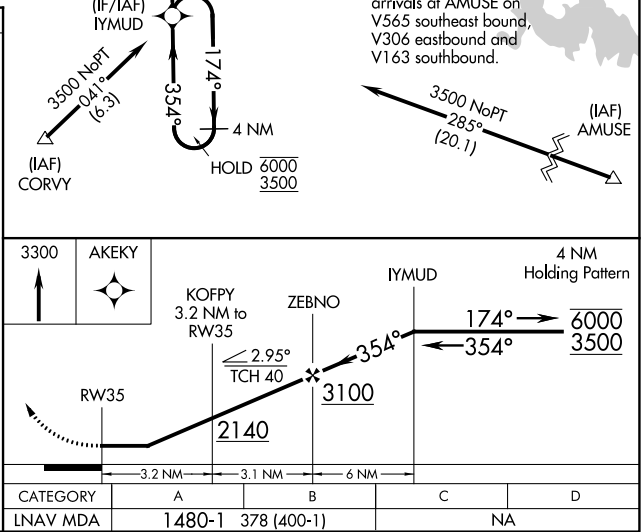 (IF/IAF)
IYMUD
arrivals at AMUSE on
V565 southeast bound,
V306 eastbound and
V163 southbound.
3500 NoPT
041°
(6.3)
354°
174°
4 NM
HOLD 6000
3500
(IAF)
CORVY
3500 NoPT
285°
(20.1)
(IAF)
AMUSE
3300
AKEKY
KOFPY
3.2 NM to
RW35
ZEBNO
IYMUD
4 NM
Holding Pattern
174°
354°
6000
3500
354°
2.95°
TCH 40
3100
2140
RW35
3.2 NM
3.1 NM
6 NM
CATEGORY A B C D
LNAV MDA 1480-1 378 (400-1) NA